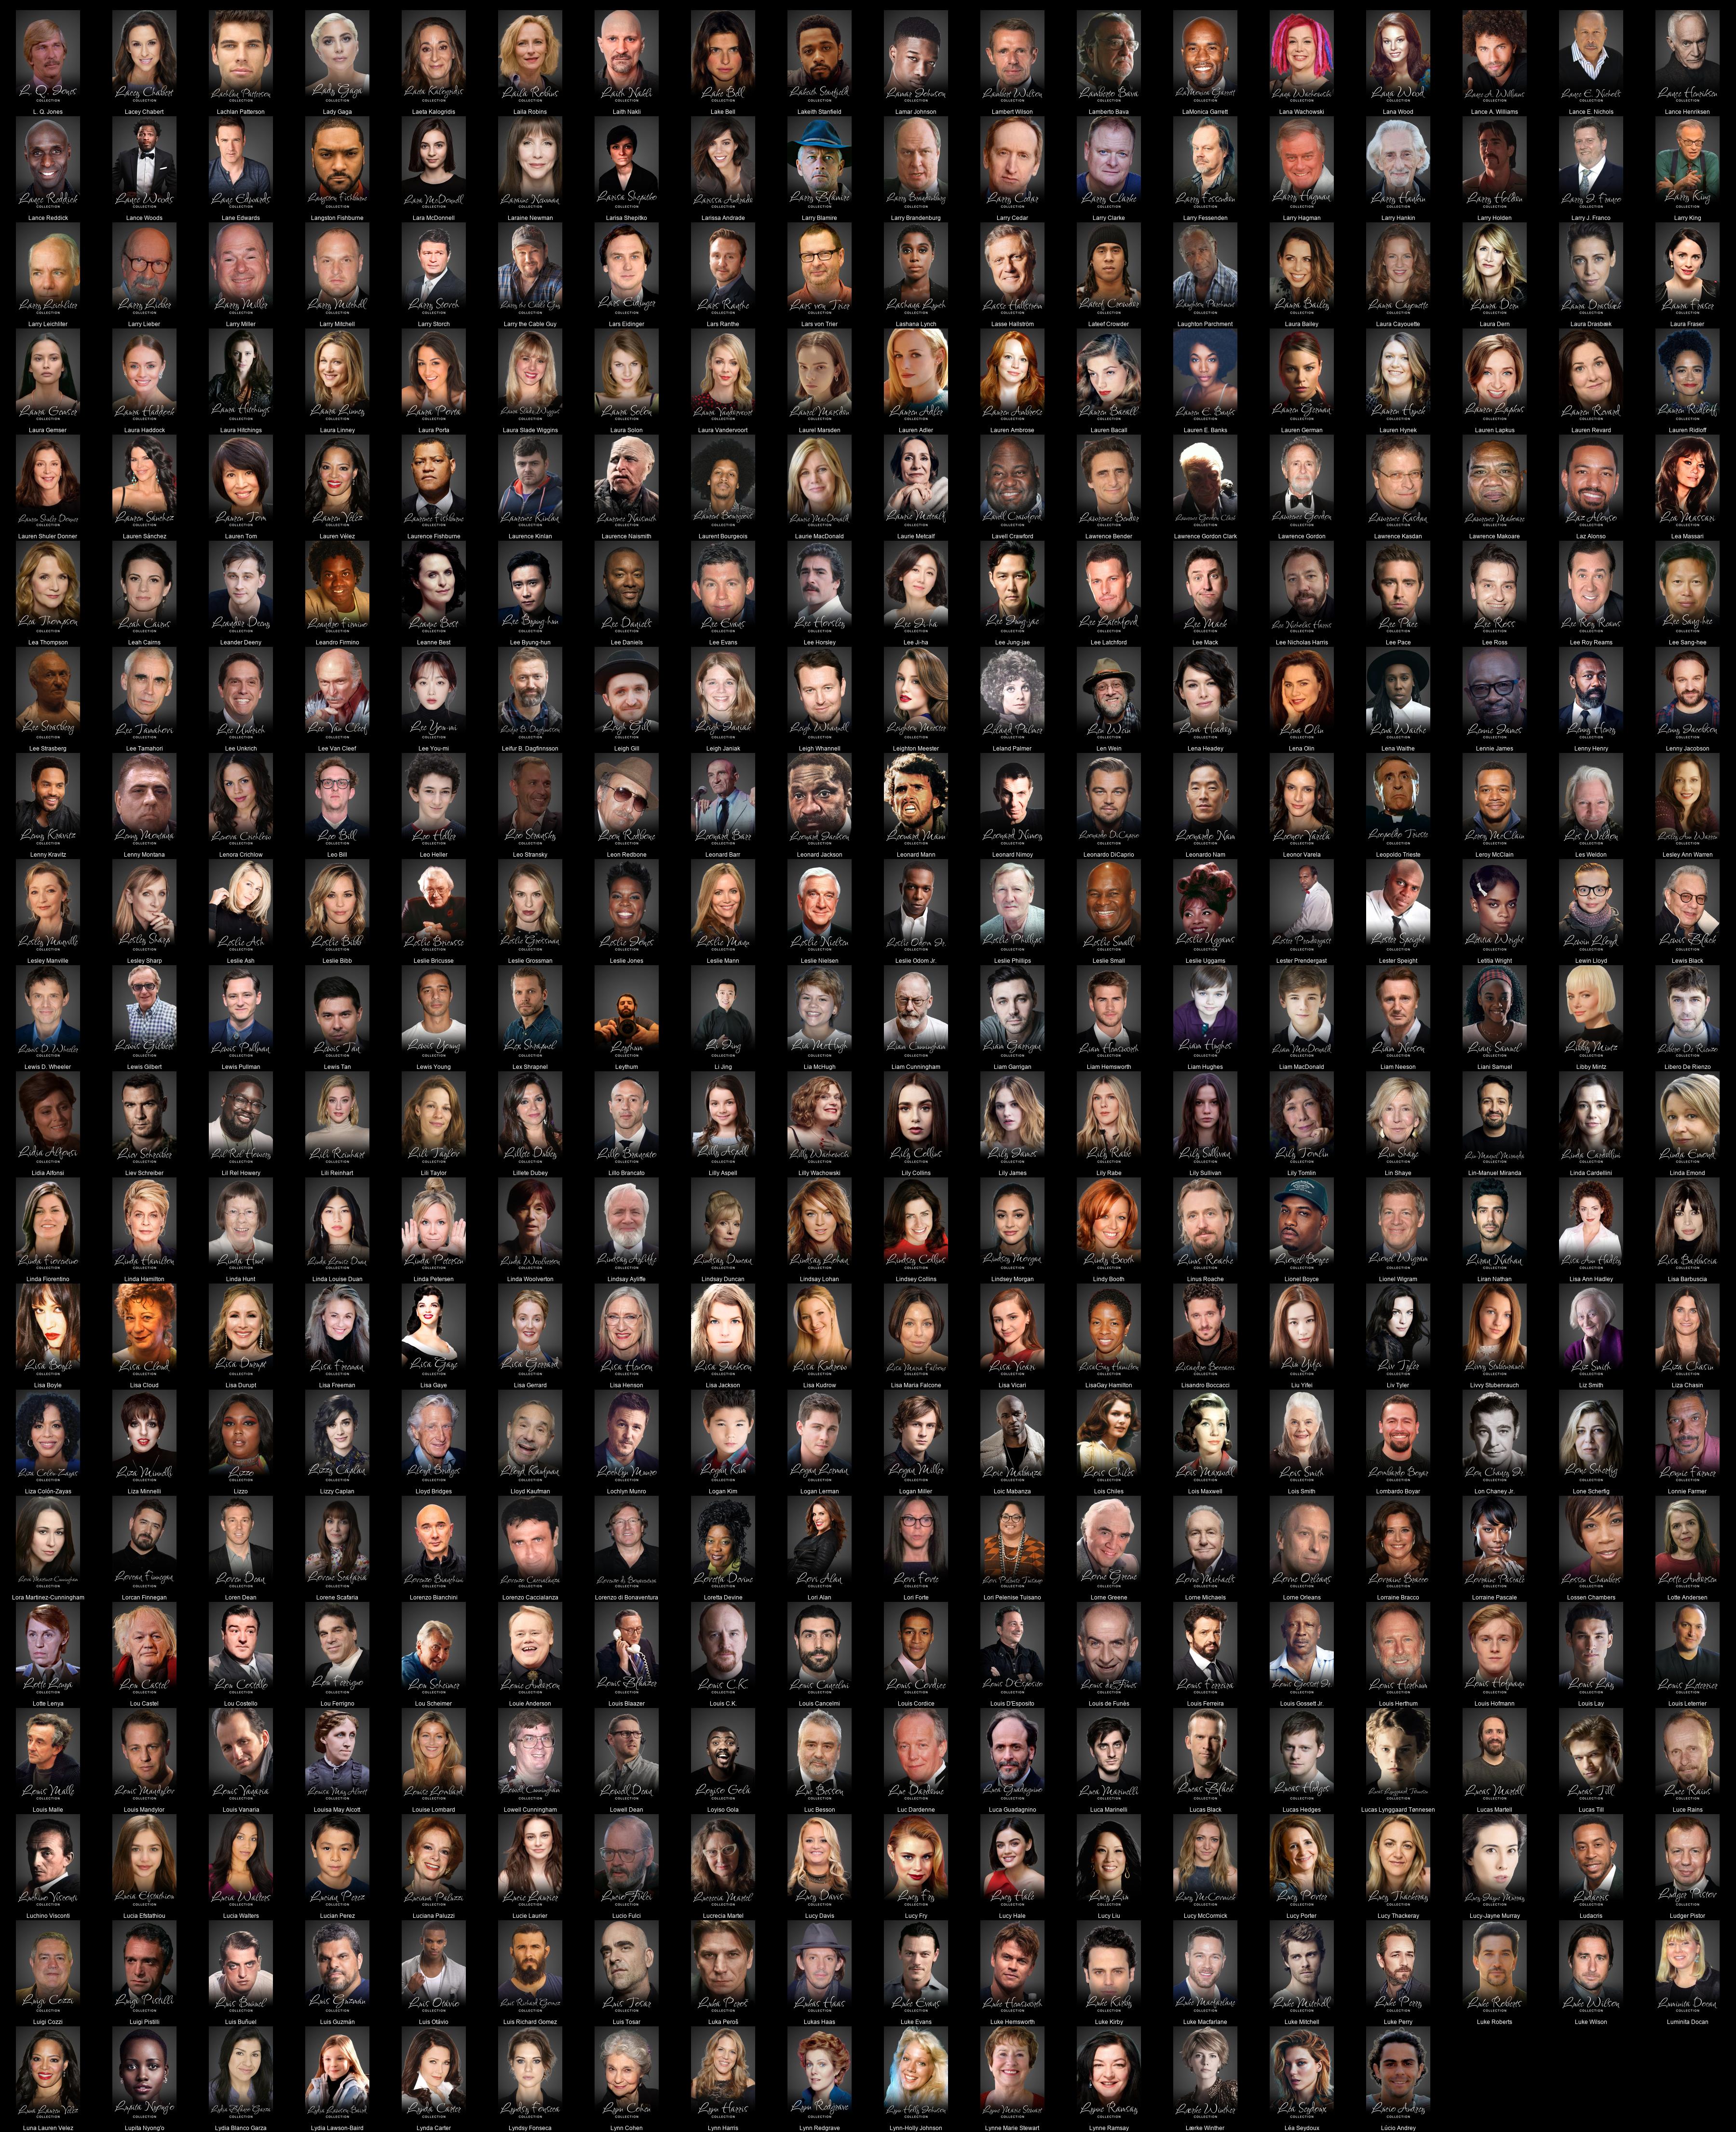 L. Q. Jones Lacey Chabert Lachlan Patterson Lady Gaga Laeta Kalogridis Laila Robins Laith Nakli Lake Bell Lakeith Stanfield Lamar Johnson Lambert Wilson Lamberto Bava LaMonica Garrett Lana Wachowski Lana Wood Lance A. Williams Lance E. Nichols Lance Henriksen
Lance Reddick Lance Woods Lane Edwards Langston Fishburne Lara McDonnell Laraine Newman Larisa Shepitko Larissa Andrade Larry Blamire Larry Brandenburg Larry Cedar Larry Clarke Larry Fessenden Larry Hagman Larry Hankin Larry Holden Larry J. Franco Larry King
Larry Leichliter Larry Lieber Larry Miller Larry Mitchell Larry Storch Larry the Cable Guy Lars Eidinger Lars Ranthe Lars von Trier Lashana Lynch Lasse Hallström Lateef Crowder Laughton Parchment Laura Bailey Laura Cayouette Laura Dern Laura Drasbæk Laura Fraser
Laura Gemser Laura Haddock Laura Hitchings Laura Linney Laura Porta Laura Slade Wiggins Laura Solon Laura Vandervoort Laurel Marsden Lauren Adler Lauren Ambrose Lauren Bacall Lauren E. Banks Lauren German Lauren Hynek Lauren Lapkus Lauren Revard Lauren Ridloff
Lauren Shuler Donner Lauren Sánchez Lauren Tom Lauren Vélez Laurence Fishburne Laurence Kinlan Laurence Naismith Laurent Bourgeois Laurie MacDonald Laurie Metcalf Lavell Crawford Lawrence Bender Lawrence Gordon Clark Lawrence Gordon Lawrence Kasdan Lawrence Makoare Laz Alonso Lea Massari
Lea Thompson Leah Cairns Leander Deeny Leandro Firmino Leanne Best Lee Byung-hun Lee Daniels Lee Evans Lee Horsley Lee Ji-ha Lee Jung-jae Lee Latchford Lee Mack Lee Nicholas Harris Lee Pace Lee Ross Lee Roy Reams Lee Sang-hee
Lee Strasberg Lee Tamahori Lee Unkrich Lee Van Cleef Lee You-mi Leifur B. Dagfinnsson Leigh Gill Leigh Janiak Leigh Whannell Leighton Meester Leland Palmer Len Wein Lena Headey Lena Olin Lena Waithe Lennie James Lenny Henry Lenny Jacobson
Lenny Kravitz Lenny Montana Lenora Crichlow Leo Bill Leo Heller Leo Stransky Leon Redbone Leonard Barr Leonard Jackson Leonard Mann Leonard Nimoy Leonardo DiCaprio Leonardo Nam Leonor Varela Leopoldo Trieste Leroy McClain Les Weldon Lesley Ann Warren
Lesley Manville Lesley Sharp Leslie Ash Leslie Bibb Leslie Bricusse Leslie Grossman Leslie Jones Leslie Mann Leslie Nielsen Leslie Odom Jr. Leslie Phillips Leslie Small Leslie Uggams Lester Prendergast Lester Speight Letitia Wright Lewin Lloyd Lewis Black
Lewis D. Wheeler Lewis Gilbert Lewis Pullman Lewis Tan Lewis Young Lex Shrapnel Leythum Li Jing Lia McHugh Liam Cunningham Liam Garrigan Liam Hemsworth Liam Hughes Liam MacDonald Liam Neeson Liani Samuel Libby Mintz Libero De Rienzo
Lidia Alfonsi Liev Schreiber Lil Rel Howery Lili Reinhart Lili Taylor Lillete Dubey Lillo Brancato Lilly Aspell Lilly Wachowski Lily Collins Lily James Lily Rabe Lily Sullivan Lily Tomlin Lin Shaye Lin-Manuel Miranda Linda Cardellini Linda Emond
Linda Fiorentino Linda Hamilton Linda Hunt Linda Louise Duan Linda Petersen Linda Woolverton Lindsay Ayliffe Lindsay Duncan Lindsay Lohan Lindsey Collins Lindsey Morgan Lindy Booth Linus Roache Lionel Boyce Lionel Wigram Liran Nathan Lisa Ann Hadley Lisa Barbuscia
Lisa Boyle Lisa Cloud Lisa Durupt Lisa Freeman Lisa Gaye Lisa Gerrard Lisa Henson Lisa Jackson Lisa Kudrow Lisa Maria Falcone Lisa Vicari LisaGay Hamilton Lisandro Boccacci Liu Yifei Liv Tyler Livvy Stubenrauch Liz Smith Liza Chasin
Liza Colón-Zayas Liza Minnelli Lizzo Lizzy Caplan Lloyd Bridges Lloyd Kaufman Lochlyn Munro Logan Kim Logan Lerman Logan Miller Loic Mabanza Lois Chiles Lois Maxwell Lois Smith Lombardo Boyar Lon Chaney Jr. Lone Scherfig Lonnie Farmer
Lora Martinez-Cunningham Lorcan Finnegan Loren Dean Lorene Scafaria Lorenzo Bianchini Lorenzo Caccialanza Lorenzo di Bonaventura Loretta Devine Lori Alan Lori Forte Lori Pelenise Tuisano Lorne Greene Lorne Michaels Lorne Orleans Lorraine Bracco Lorraine Pascale Lossen Chambers Lotte Andersen
Lotte Lenya Lou Castel Lou Costello Lou Ferrigno Lou Scheimer Louie Anderson Louis Blaazer Louis C.K. Louis Cancelmi Louis Cordice Louis D'Esposito Louis de Funès Louis Ferreira Louis Gossett Jr. Louis Herthum Louis Hofmann Louis Lay Louis Leterrier
Louis Malle Louis Mandylor Louis Vanaria Louisa May Alcott Louise Lombard Lowell Cunningham Lowell Dean Loyiso Gola Luc Besson Luc Dardenne Luca Guadagnino Luca Marinelli Lucas Black Lucas Hedges Lucas Lynggaard Tønnesen Lucas Martell Lucas Till Luce Rains
Luchino Visconti Lucia Efstathiou Lucia Walters Lucian Perez Luciana Paluzzi Lucie Laurier Lucio Fulci Lucrecia Martel Lucy Davis Lucy Fry Lucy Hale Lucy Liu Lucy McCormick Lucy Porter Lucy Thackeray Lucy-Jayne Murray Ludacris Ludger Pistor
Luigi Cozzi Luigi Pistilli Luis Buñuel Luis Guzmán Luis Otávio Luis Richard Gomez Luis Tosar Luka Peroš Lukas Haas Luke Evans Luke Hemsworth Luke Kirby Luke Macfarlane Luke Mitchell Luke Perry Luke Roberts Luke Wilson Luminita Docan
Luna Lauren Velez Lupita Nyong'o Lydia Blanco Garza Lydia Lawson-Baird Lynda Carter Lyndsy Fonseca Lynn Cohen Lynn Harris Lynn Redgrave Lynn-Holly Johnson Lynne Marie Stewart Lynne Ramsay Lærke Winther Léa Seydoux Lúcio Andrey